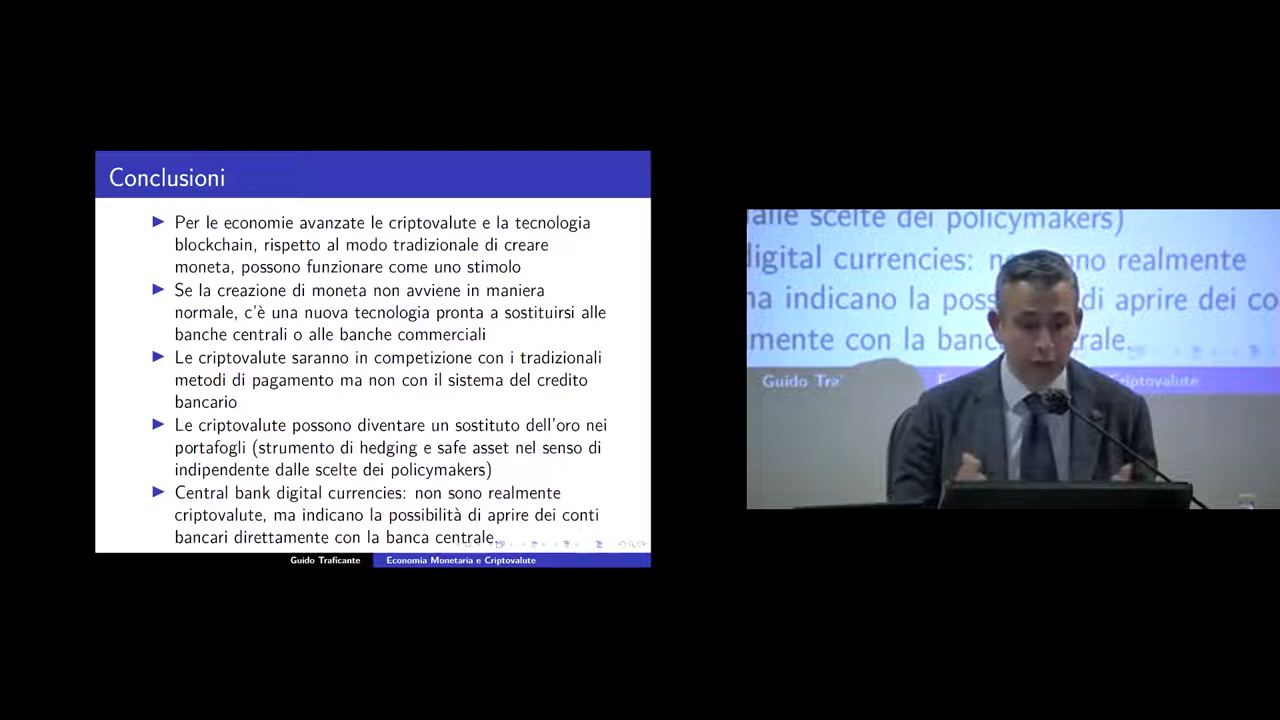 Conclusioni
Per le economie avanzate le criptovalute e la tecnologia
blockchain, rispetto al modo tradizionale di creare
moneta, possono funzionare come uno stimolo
Se la creazione di moneta non avviene in maniera
normale, c'è una nuova tecnologia pronta a sostituirsi alle
banche centrali o alle banche commerciali
Le criptovalute saranno in competizione con i tradizionali
metodi di pagamento ma non con il sistema del credito
bancario
Le criptovalute possono diventare un sostituto dell'oro nei
portafogli (strumento di hedging e safe asset nel senso di
indipendente dalle scelte dei policymakers)
Central bank digital currencies: non sono realmente
criptovalute, ma indicano la possibilità di aprire dei conti
bancari direttamente con la banca centrale.
Guido Traficante Economia Monetaria e Criptovalute
dalle scelte dei policymakers)
digital currencies: sono realmente
ma indicano la poss di aprire dei co
mente con la banc rale.
Guido Tra Criptovalute